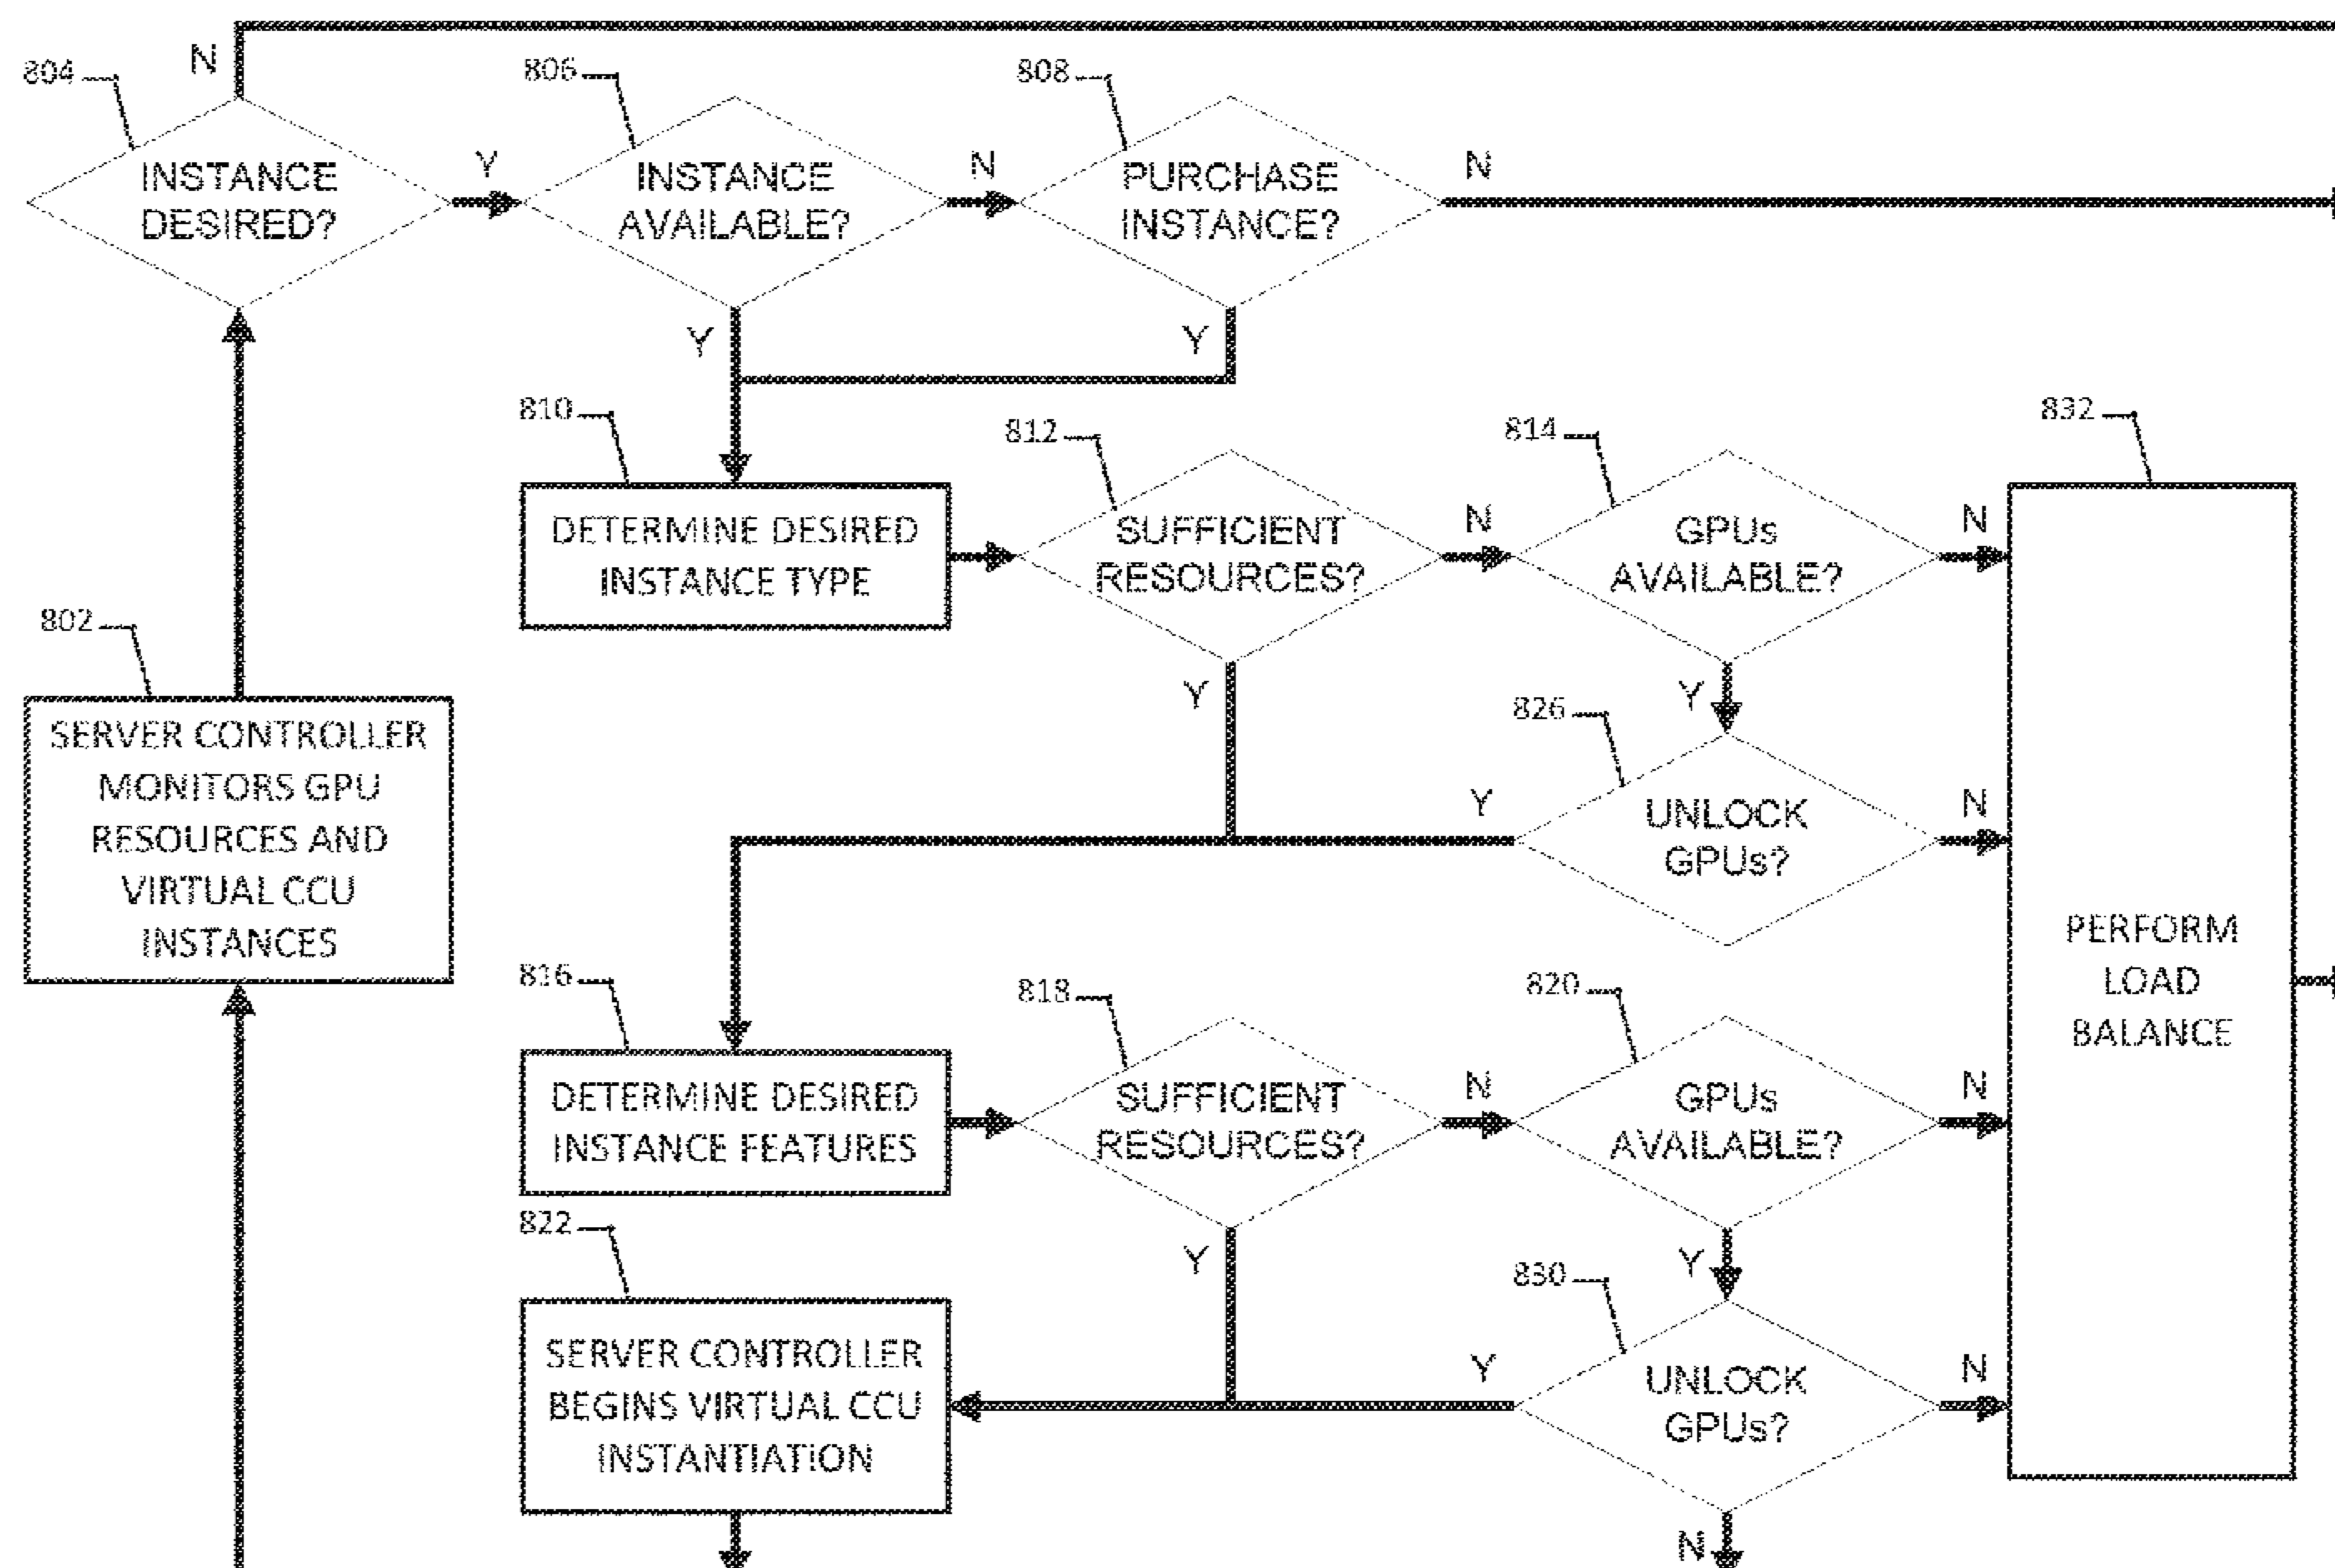 N
804
806
808
INSTANCE
DESIRED?
Y
INSTANCE
AVAILABLE?
N
PURCHASE
INSTANCE?
N
Y
Y
810
812
814
832
DETERMINE DESIRED
INSTANCE TYPE
SUFFICIENT
RESOURCES?
N
GPUs
AVAILABLE?
N
802
Y
Y
826
SERVER CONTROLLER
MONITORS GPU
RESOURCES AND
VIRTUAL CCU
INSTANCES
Y
UNLOCK
GPUs?
N
PERFORM
LOAD
BALANCE
816
818
820
DETERMINE DESIRED
INSTANCE FEATURES
SUFFICIENT
RESOURCES?
N
GPUs
AVAILABLE?
N
822
Y
Y
830
SERVER CONTROLLER
BEGINS VIRTUAL CCU
INSTANTIATION
Y
UNLOCK
GPUs?
N
N